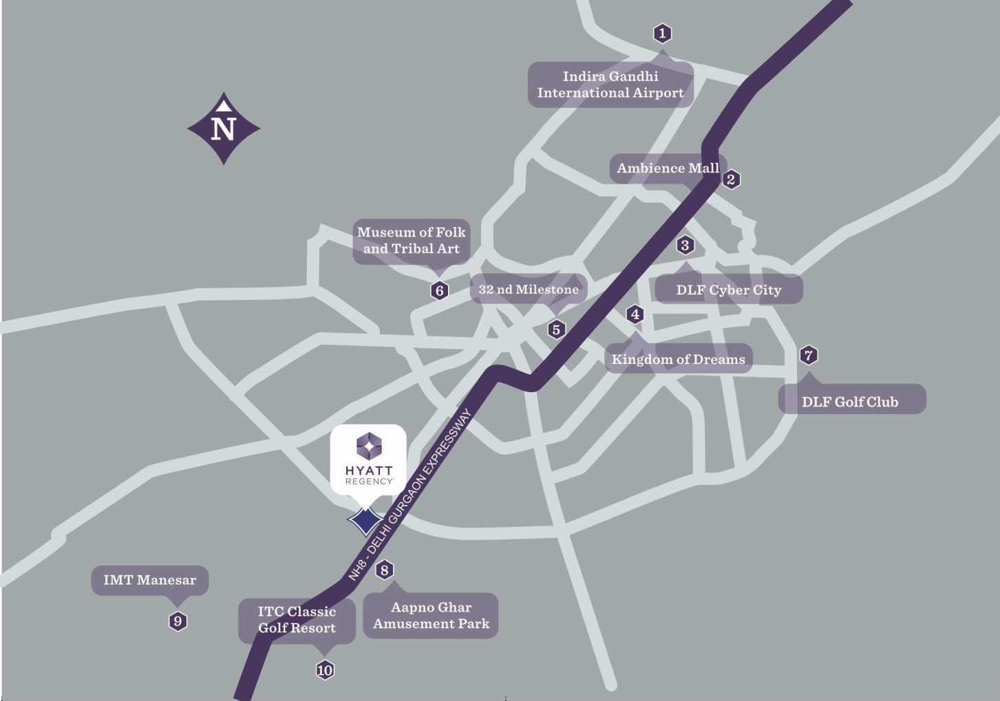 1
Indira Gandhi
International Airport
N
Ambience Mall
2
Museum of Folk
and Tribal Art
3
6
32 nd Milestone
DLF Cyber City
4
5
Kingdom of Dreams
7
DLF Golf Club
HYATT
REGENCY™
NH8 - DELHI GURGAON EXPRESSWAY
8
IMT Manesar
9
ITC Classic
Golf Resort
Aapno Ghar
Amusement Park
10